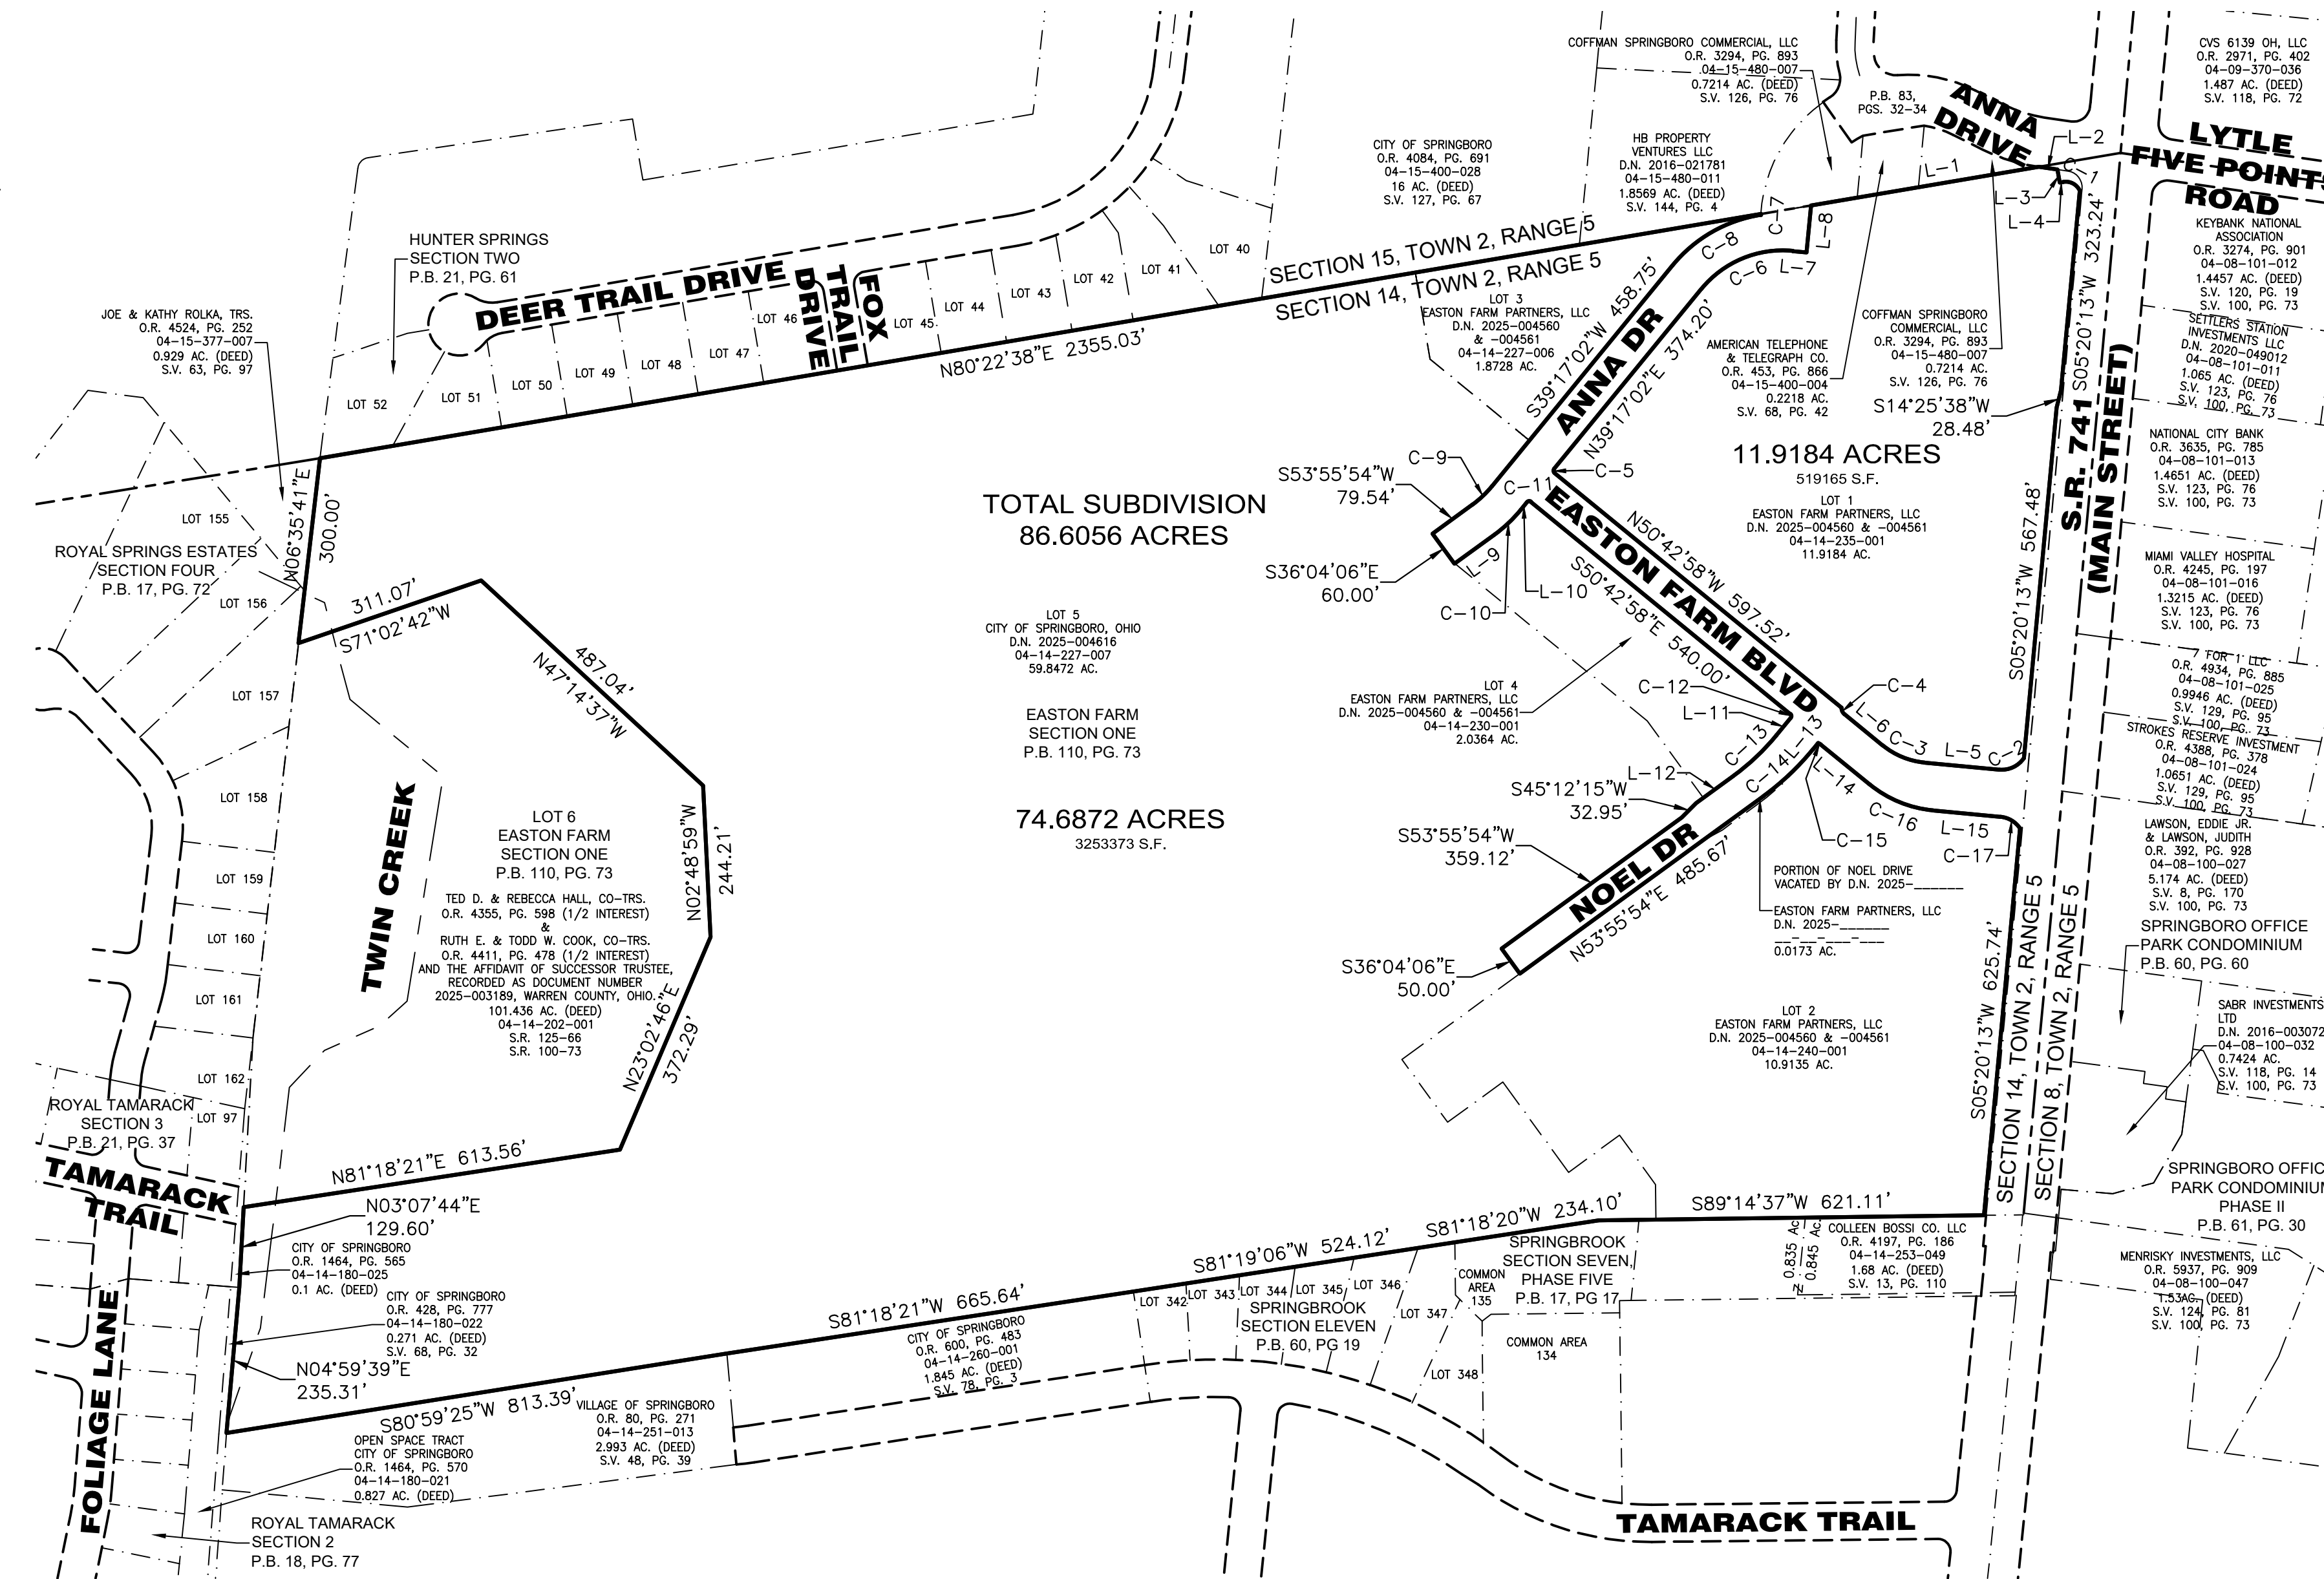 COFFMAN SPRINGBORO COMMERCIAL, LLC
O.R. 3294, PG. 893
04-15-480-007
0.7214 AC. (DEED)
S.V. 126, PG. 76
P.B. 83,
PGS. 32-34
ANNA
DRIVE
CVS 6139 OH, LLC
O.R. 2971, PG. 402
04-09-370-036
1.487 AC. (DEED)
S.V. 118, PG. 72
LYTLE
FIVE POINTS
ROAD
L-2
C-1
L-3
L-4
L-1
CITY OF SPRINGBORO
O.R. 4084, PG. 691
04-15-400-028
16 AC. (DEED)
S.V. 127, PG. 67
HB PROPERTY
VENTURES LLC
D.N. 2016-021781
04-15-480-011
1.8569 AC. (DEED)
S.V. 144, PG. 4
C-7
L-8
C-8
C-6
L-7
HUNTER SPRINGS
SECTION TWO
P.B. 21, PG. 61
DEER TRAIL DRIVE
FOX
TRAIL
DRIVE
LOT 40
LOT 41
LOT 42
LOT 43
LOT 44
LOT 45
LOT 46
LOT 47
LOT 48
LOT 49
LOT 50
LOT 51
LOT 52
SECTION 15, TOWN 2, RANGE 5
SECTION 14, TOWN 2, RANGE 5
N80°22'38"E 2355.03'
JOE & KATHY ROLKA, TRS.
O.R. 4524, PG. 252
04-15-377-007
0.929 AC. (DEED)
S.V. 63, PG. 97
LOT 3
EASTON FARM PARTNERS, LLC
D.N. 2025-004560
& -004561
04-14-227-006
1.8728 AC.
S39°17'02"W 458.75'
ANNA DR
N39°17'02"E 374.20'
AMERICAN TELEPHONE
& TELEGRAPH CO.
O.R. 453, PG. 866
04-15-400-004
0.2218 AC.
S.V. 68, PG. 42
COFFMAN SPRINGBORO
COMMERCIAL, LLC
O.R. 3294, PG. 893
04-15-480-007
0.7214 AC.
S.V. 126, PG. 76
S14°25'38"W
28.48'
S05°20'13"W 323.24'
S.R. 741
(MAIN STREET)
KEYBANK NATIONAL
ASSOCIATION
O.R. 3274, PG. 901
04-08-101-012
1.4457 AC. (DEED)
S.V. 120, PG. 19
S.V. 100, PG. 73
SETTLERS STATION
INVESTMENTS LLC
D.N. 2020-049012
04-08-101-011
1.065 AC. (DEED)
S.V. 123, PG. 76
S.V. 100, PG. 73
NATIONAL CITY BANK
O.R. 3635, PG. 785
04-08-101-013
1.4651 AC. (DEED)
S.V. 123, PG. 76
S.V. 100, PG. 73
MIAMI VALLEY HOSPITAL
O.R. 4245, PG. 197
04-08-101-016
1.3215 AC. (DEED)
S.V. 123, PG. 76
S.V. 100, PG. 73
7 FOR 1 LLC
O.R. 4934, PG. 885
04-08-101-025
0.9946 AC. (DEED)
S.V. 129, PG. 95
S.V. 100, PG. 73
STROKES RESERVE INVESTMENT
O.R. 4388, PG. 378
04-08-101-024
1.0651 AC. (DEED)
S.V. 129, PG. 95
S.V. 100, PG. 73
LAWSON, EDDIE JR.
& LAWSON, JUDITH
O.R. 392, PG. 928
04-08-100-027
5.174 AC. (DEED)
S.V. 8, PG. 170
S.V. 100, PG. 73
SPRINGBORO OFFICE
PARK CONDOMINIUM
P.B. 60, PG. 60
SABR INVESTMENTS
LTD
D.N. 2016-003072
04-08-100-032
0.7424 AC.
S.V. 118, PG. 14
S.V. 100, PG. 73
SPRINGBORO OFFIC
PARK CONDOMINIUM
PHASE II
P.B. 61, PG. 30
MENRISKY INVESTMENTS, LLC
O.R. 5937, PG. 909
04-08-100-047
1.53AC. (DEED)
S.V. 124, PG. 81
S.V. 100, PG. 73
11.9184 ACRES
519165 S.F.
LOT 1
EASTON FARM PARTNERS, LLC
D.N. 2025-004560 & -004561
04-14-235-001
11.9184 AC.
TOTAL SUBDIVISION
86.6056 ACRES
C-9
S53°55'54"W
79.54'
C-11
C-5
S36°04'06"E
60.00'
L-9
C-10
L-10
EASTON FARM BLVD
N50°42'58"W 597.52'
S50°42'58"E 540.00'
S05°20'13"W 567.48'
LOT 5
CITY OF SPRINGBORO, OHIO
D.N. 2025-004616
04-14-227-007
59.8472 AC.
EASTON FARM
SECTION ONE
P.B. 110, PG. 73
74.6872 ACRES
3253373 S.F.
LOT 4
EASTON FARM PARTNERS, LLC
D.N. 2025-004560 & -004561
04-14-230-001
2.0364 AC.
C-12
L-11
C-13
L-12
C-14
L-13
C-4
L-6
C-3
L-5
C-2
L-14
C-16
L-15
C-15
C-17
S45°12'15"W
32.95'
S53°55'54"W
359.12'
NOEL DR
N53°55'54"E 485.67'
S36°04'06"E
50.00'
PORTION OF NOEL DRIVE
VACATED BY D.N. 2025-______
EASTON FARM PARTNERS, LLC
D.N. 2025-______
__-__-___-___
0.0173 AC.
LOT 2
EASTON FARM PARTNERS, LLC
D.N. 2025-004560 & -004561
04-14-240-001
10.9135 AC.
S05°20'13"W 625.74'
SECTION 14, TOWN 2, RANGE 5
SECTION 8, TOWN 2, RANGE 5
N06°35'41"E
300.00'
311.07'
S71°02'42"W
487.04'
N47°14'37"W
N02°48'59"W
244.21'
N23°02'46"E
372.29'
N81°18'21"E 613.56'
ROYAL SPRINGS ESTATES
SECTION FOUR
P.B. 17, PG. 72
LOT 155
LOT 156
LOT 157
LOT 158
LOT 159
LOT 160
LOT 161
LOT 162
LOT 97
TWIN CREEK
LOT 6
EASTON FARM
SECTION ONE
P.B. 110, PG. 73
TED D. & REBECCA HALL, CO-TRS.
O.R. 4355, PG. 598 (1/2 INTEREST)
&
RUTH E. & TODD W. COOK, CO-TRS.
O.R. 4411, PG. 478 (1/2 INTEREST)
AND THE AFFIDAVIT OF SUCCESSOR TRUSTEE,
RECORDED AS DOCUMENT NUMBER
2025-003189, WARREN COUNTY, OHIO.
101.436 AC. (DEED)
04-14-202-001
S.R. 125-66
S.R. 100-73
ROYAL TAMARACK
SECTION 3
P.B. 21, PG. 37
TAMARACK
TRAIL
N03°07'44"E
129.60'
CITY OF SPRINGBORO
O.R. 1464, PG. 565
04-14-180-025
0.1 AC. (DEED)
CITY OF SPRINGBORO
O.R. 428, PG. 777
04-14-180-022
0.271 AC. (DEED)
S.V. 68, PG. 32
N04°59'39"E
235.31'
FOLIAGE LANE
S80°59'25"W 813.39'
OPEN SPACE TRACT
CITY OF SPRINGBORO
O.R. 1464, PG. 570
04-14-180-021
0.827 AC. (DEED)
ROYAL TAMARACK
SECTION 2
P.B. 18, PG. 77
VILLAGE OF SPRINGBORO
O.R. 80, PG. 271
04-14-251-013
2.993 AC. (DEED)
S.V. 48, PG. 39
S81°18'21"W 665.64'
CITY OF SPRINGBORO
O.R. 600, PG. 483
04-14-260-001
1.845 AC. (DEED)
S.V. 78, PG. 3
S81°19'06"W 524.12'
S81°18'20"W 234.10'
S89°14'37"W 621.11'
LOT 342
LOT 343
LOT 344
LOT 345
LOT 346
LOT 347
LOT 348
SPRINGBROOK
SECTION ELEVEN
P.B. 60, PG 19
COMMON
AREA
135
SPRINGBROOK
SECTION SEVEN,
PHASE FIVE
P.B. 17, PG 17
COMMON AREA
134
0.835 AC.
0.845 AC.
Z
COLLEEN BOSSI CO. LLC
O.R. 4197, PG. 186
04-14-253-049
1.68 AC. (DEED)
S.V. 13, PG. 110
TAMARACK TRAIL